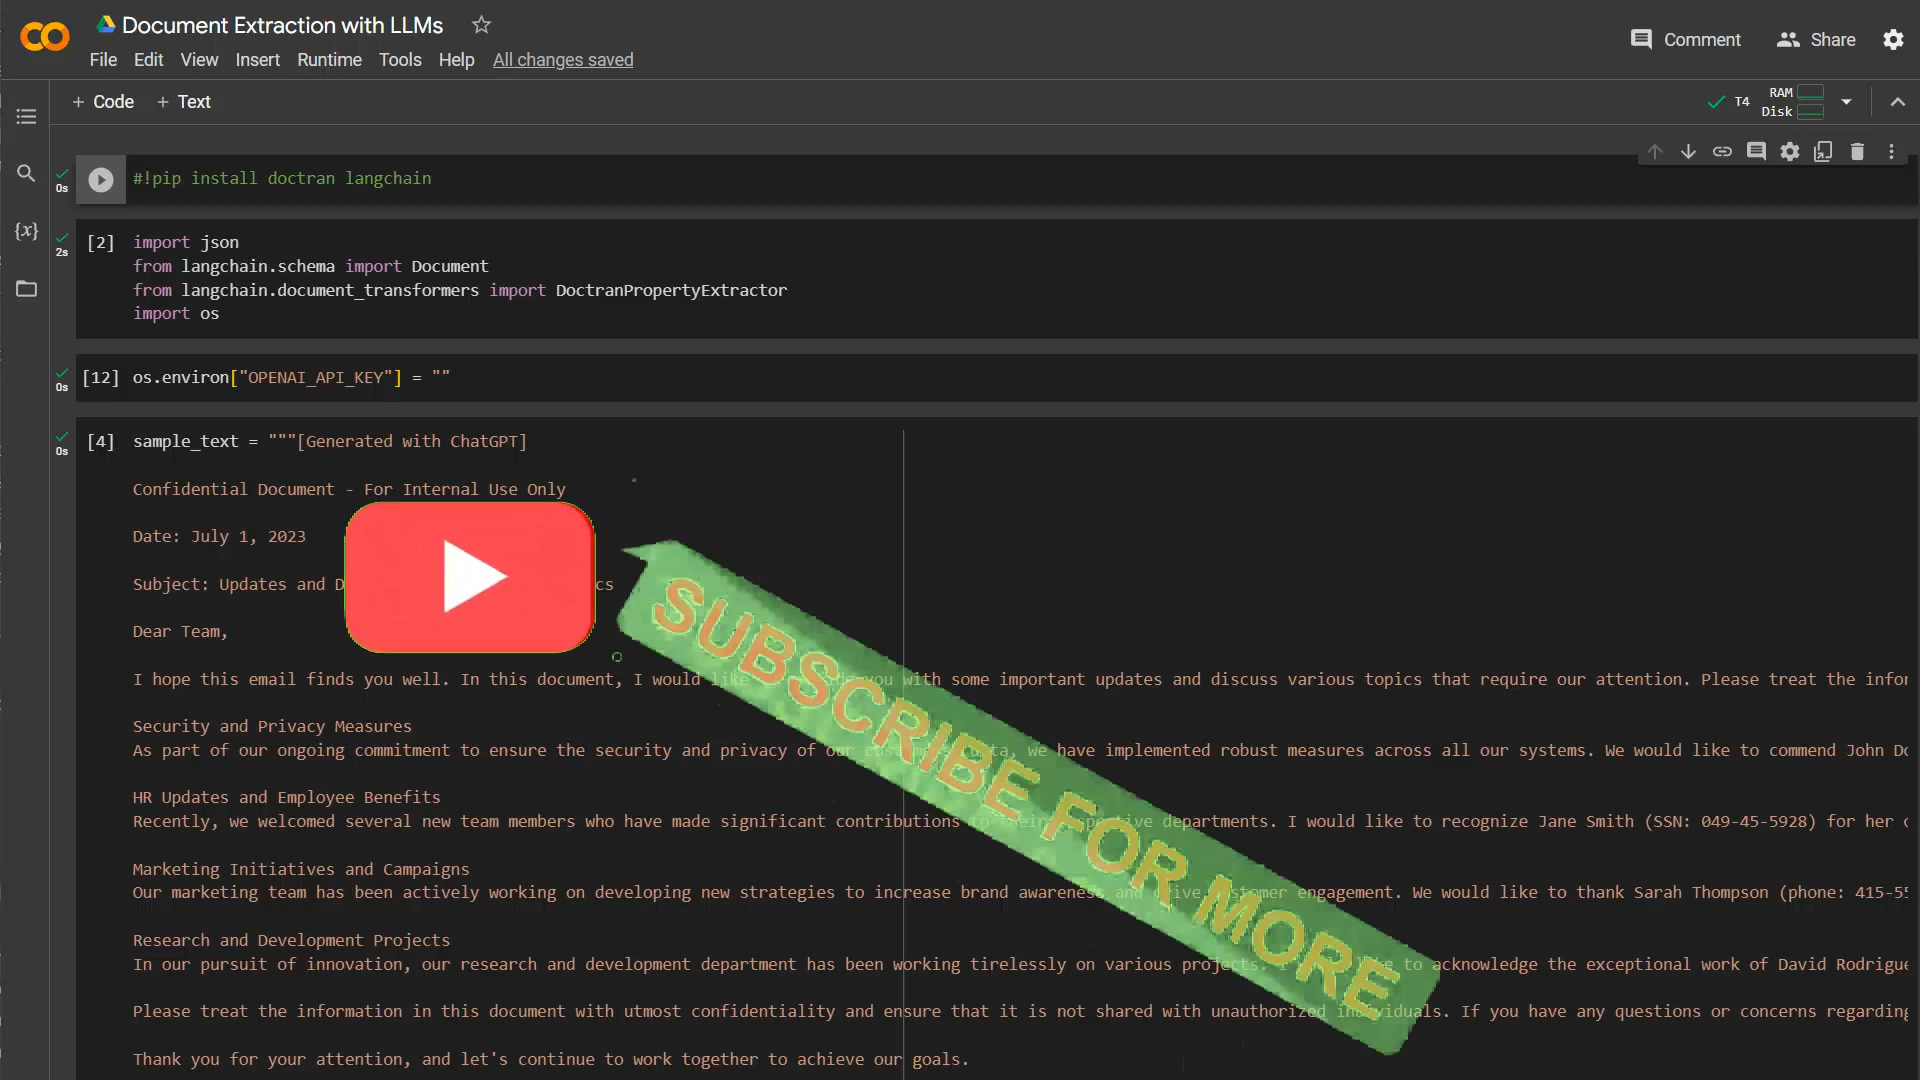 Document Extraction with LLMs
File Edit View Insert Runtime Tools Help All changes saved
Comment Share
+ Code + Text
T4 RAM Disk
0s
#!pip install doctran langchain
2s
[2] import json
from langchain.schema import Document
from langchain.document_transformers import DoctranPropertyExtractor
import os
0s
[12] os.environ["OPENAI_API_KEY"] = ""
0s
[4] sample_text = """[Generated with ChatGPT]
Confidential Document - For Internal Use Only
Date: July 1, 2023
Subject: Updates and D cs
Dear Team,
I hope this email finds you well. In this document, I would like you with some important updates and discuss various topics that require our attention. Please treat the infor
Security and Privacy Measures
As part of our ongoing commitment to ensure the security and privacy of our data, we have implemented robust measures across all our systems. We would like to commend John Do
HR Updates and Employee Benefits
Recently, we welcomed several new team members who have made significant contributions to their respective departments. I would like to recognize Jane Smith (SSN: 049-45-5928) for her
Marketing Initiatives and Campaigns
Our marketing team has been actively working on developing new strategies to increase brand awareness and drive customer engagement. We would like to thank Sarah Thompson (phone: 415-55
Research and Development Projects
In our pursuit of innovation, our research and development department has been working tirelessly on various projects. to acknowledge the exceptional work of David Rodrigue
Please treat the information in this document with utmost confidentiality and ensure that it is not shared with unauthorized individuals. If you have any questions or concerns regarding
Thank you for your attention, and let's continue to work together to achieve our goals.
SUBSCRIBE FOR MORE